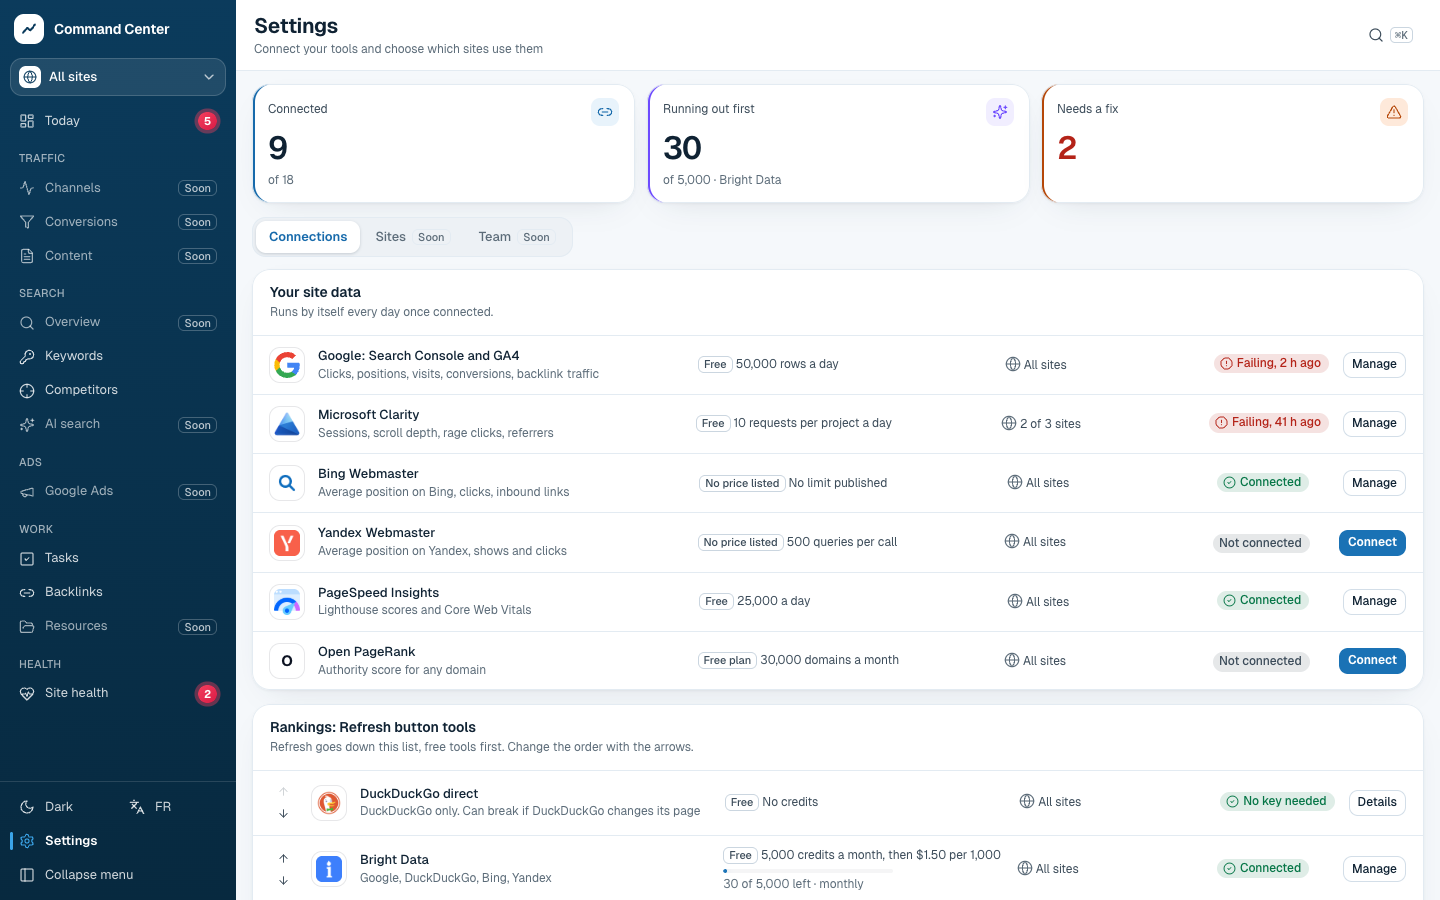 Command Center
All sites
Today
5
TRAFFIC
Channels
Soon
Conversions
Soon
Content
Soon
SEARCH
Overview
Soon
Keywords
Competitors
AI search
Soon
ADS
Google Ads
Soon
WORK
Tasks
Backlinks
Resources
Soon
HEALTH
Site health
2
Dark
FR
Settings
Collapse menu
Settings
Connect your tools and choose which sites use them
⌘K
Connected
9
of 18
Running out first
30
of 5,000 · Bright Data
Needs a fix
2
Connections
Sites Soon
Team Soon
Your site data
Runs by itself every day once connected.
Google: Search Console and GA4
Clicks, positions, visits, conversions, backlink traffic
Free 50,000 rows a day
All sites
Failing, 2 h ago
Manage
Microsoft Clarity
Sessions, scroll depth, rage clicks, referrers
Free 10 requests per project a day
2 of 3 sites
Failing, 41 h ago
Manage
Bing Webmaster
Average position on Bing, clicks, inbound links
No price listed No limit published
All sites
Connected
Manage
Yandex Webmaster
Average position on Yandex, shows and clicks
No price listed 500 queries per call
All sites
Not connected
Connect
PageSpeed Insights
Lighthouse scores and Core Web Vitals
Free 25,000 a day
All sites
Connected
Manage
O
Open PageRank
Authority score for any domain
Free plan 30,000 domains a month
All sites
Not connected
Connect
Rankings: Refresh button tools
Refresh goes down this list, free tools first. Change the order with the arrows.
DuckDuckGo direct
DuckDuckGo only. Can break if DuckDuckGo changes its page
Free No credits
All sites
No key needed
Details
Bright Data
Google, DuckDuckGo, Bing, Yandex
Free 5,000 credits a month, then $1.50 per 1,000
30 of 5,000 left · monthly
All sites
Connected
Manage